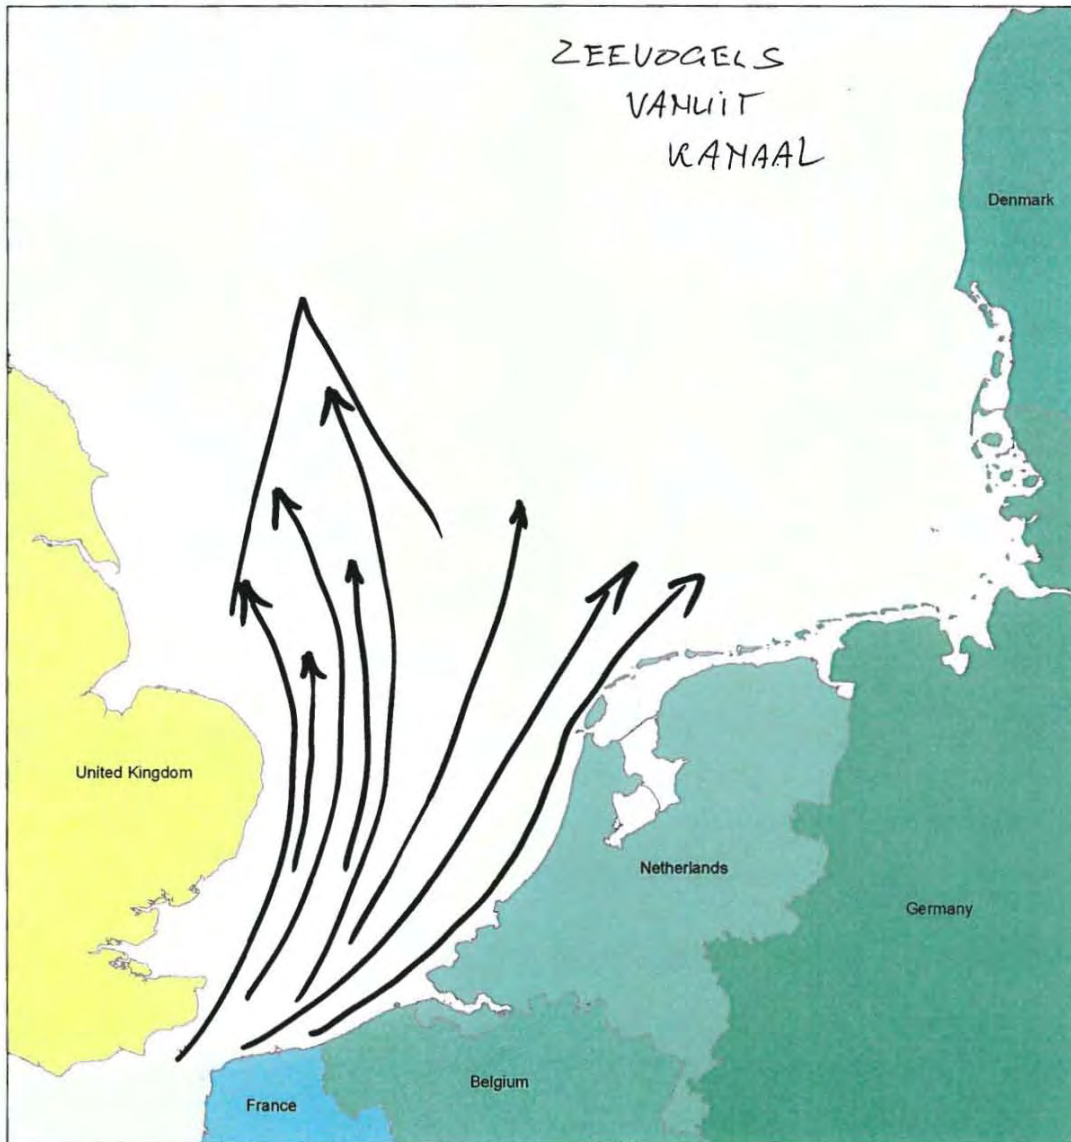 ZEEVOGELS
VANUIT
KANAAL
Denmark
United Kingdom
Netherlands
Germany
Belgium
France